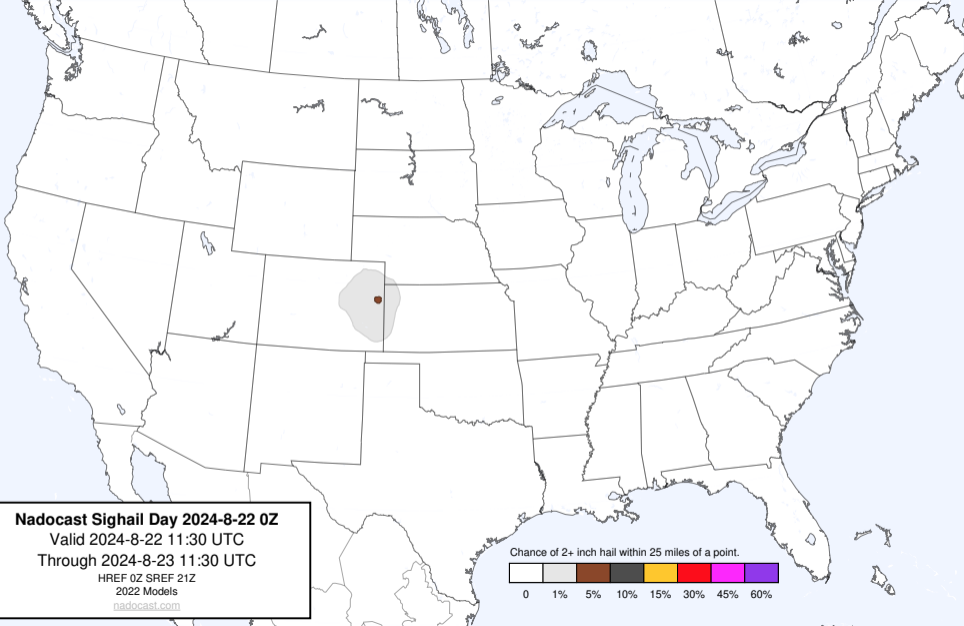 Nadocast Sighail Day 2024-8-22 0Z
Valid 2024-8-22 11:30 UTC
Through 2024-8-23 11:30 UTC
HREF 0Z SREF 21Z
2022 Models
nadocast.com
Chance of 2+ inch hail within 25 miles of a point.
0 1% 5% 10% 15% 30% 45% 60%